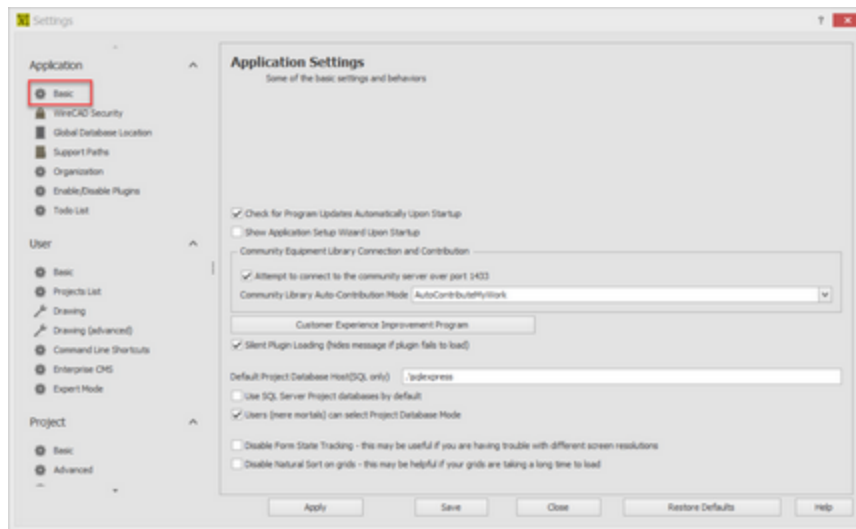 Settings
Application
Basic
WireCAD Security
Global Database Location
Support Paths
Organization
Enable/Disable Plugins
Todo List
User
Basic
Projects List
Drawing
Drawing (advanced)
Command Line Shortcuts
Enterprise CMS
Expert Mode
Project
Basic
Advanced
Application Settings
Some of the basic settings and behaviors
Check for Program Updates Automatically Upon Startup
Show Application Setup Wizard Upon Startup
Community Equipment Library Connection and Contribution
Attempt to connect to the community server over port 1433
Community Library Auto-Contribution Mode AutoContributeMyWork
Customer Experience Improvement Program
Silent Plugin Loading (hides message if plugin fails to load)
Default Project Database Host(SQL only) .\sqlexpress
Use SQL Server Project databases by default
Users (mere mortals) can select Project Database Mode
Disable Form State Tracking - this may be useful if you are having trouble with different screen resolutions
Disable Natural Sort on grids - this may be helpful if your grids are taking a long time to load
Apply Save Close Restore Defaults Help